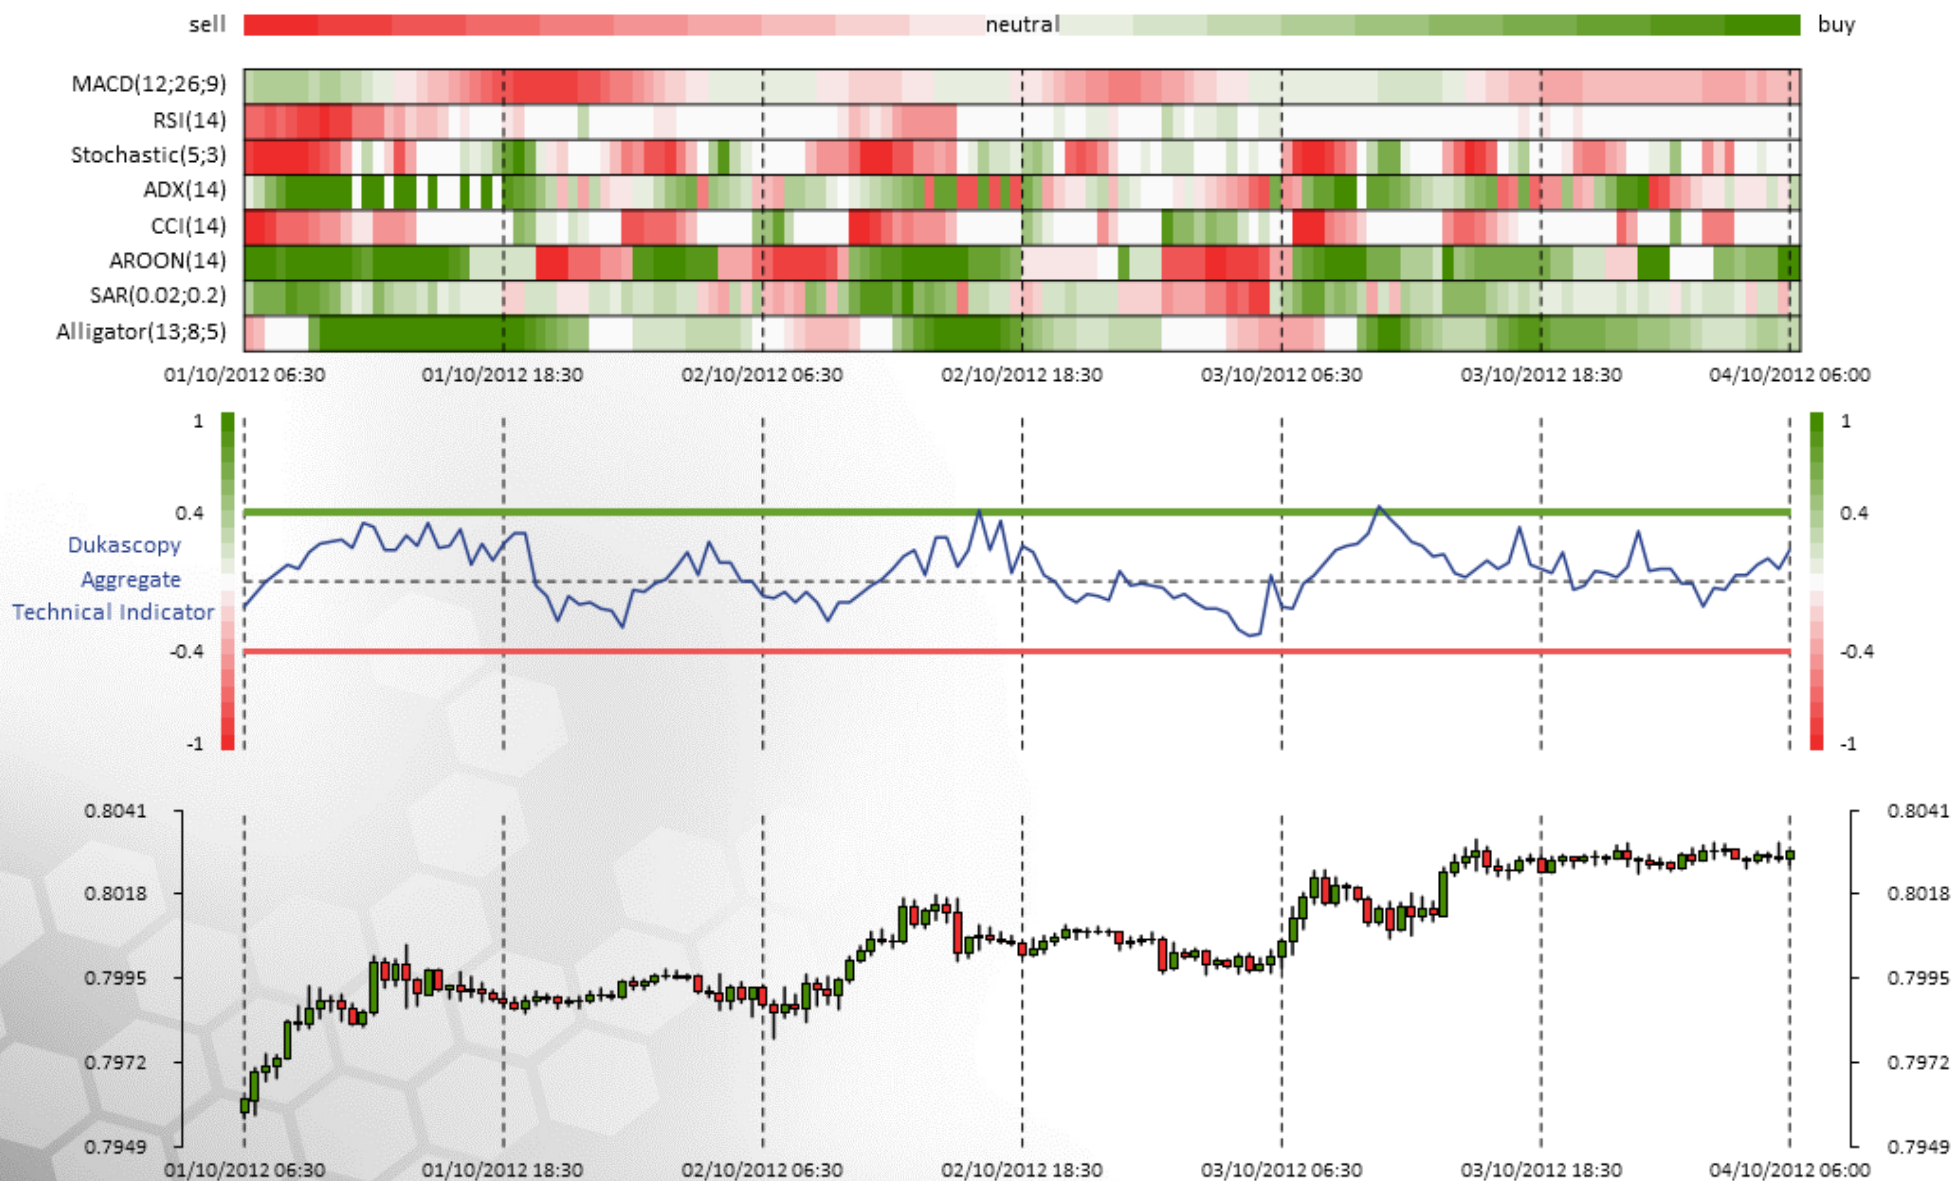 sell neutral buy
MACD(12;26;9)
RSI(14)
Stochastic(5;3)
ADX(14)
CCI(14)
AROON(14)
SAR(0.02;0.2)
Alligator(13;8;5)
01/10/2012 06:30 01/10/2012 18:30 02/10/2012 06:30 02/10/2012 18:30 03/10/2012 06:30 03/10/2012 18:30 04/10/2012 06:00
1 1
0.4 0.4
Dukascopy
Aggregate
Technical Indicator
-0.4 -0.4
-1 -1
0.8041 0.8041
0.8018 0.8018
0.7995 0.7995
0.7972 0.7972
0.7949 0.7949
01/10/2012 06:30 01/10/2012 18:30 02/10/2012 06:30 02/10/2012 18:30 03/10/2012 06:30 03/10/2012 18:30 04/10/2012 06:00